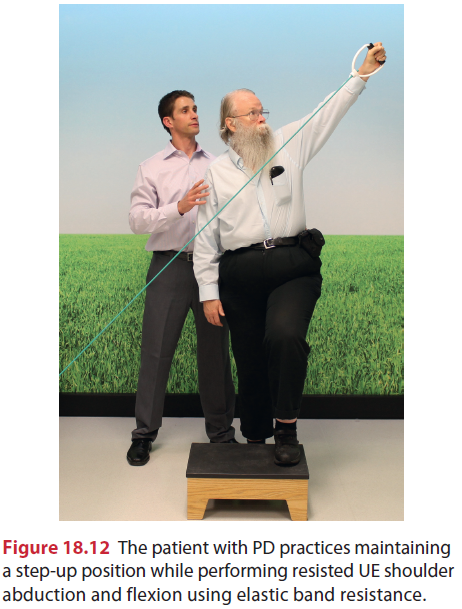 Figure 18.12 The patient with PD practices maintaining
a step-up position while performing resisted UE shoulder
abduction and flexion using elastic band resistance.